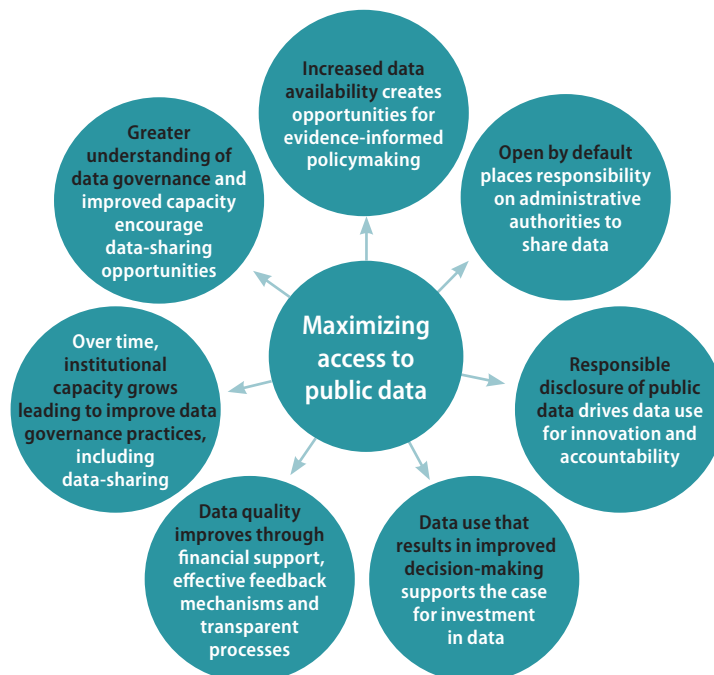 Increased data
availability creates
opportunities for
evidence-informed
policymaking
Open by default
places responsibility
on administrative
authorities to
share data
Responsible
disclosure of public
data drives data use
for innovation and
accountability
Data use that
results in improved
decision-making
supports the case
for investment
in data
Data quality
improves through
financial support,
effective feedback
mechanisms and
transparent
processes
Over time,
institutional
capacity grows
leading to improve data
governance practices,
including
data-sharing
Greater
understanding of
data governance and
improved capacity
encourage
data-sharing
opportunities
Maximizing
access to
public data